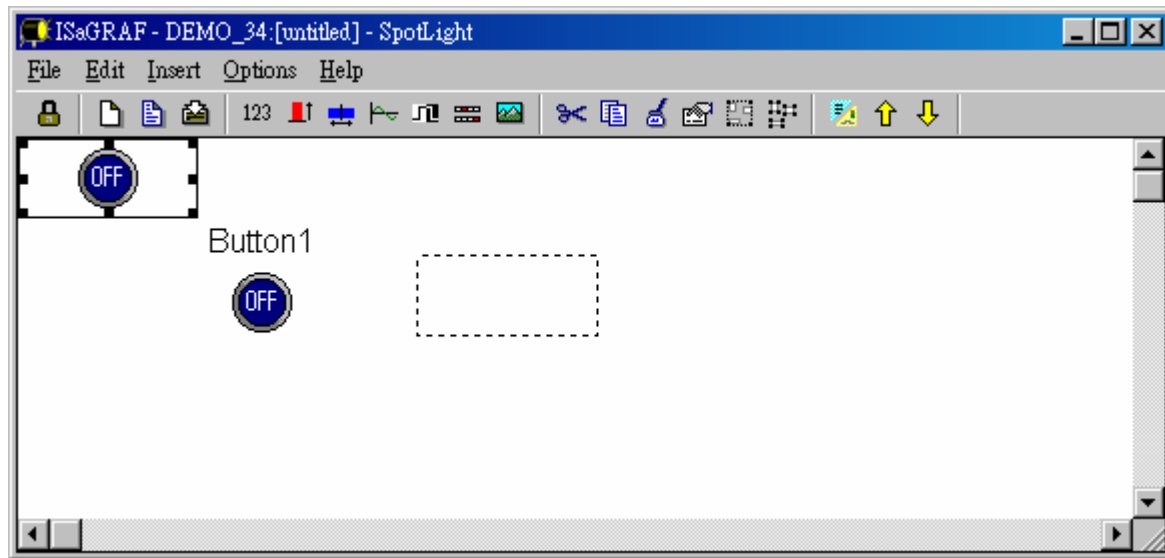 ISaGRAF - DEMO_34:[untitled] - SpotLight
File Edit Insert Options Help
123
OFF
Button1
OFF